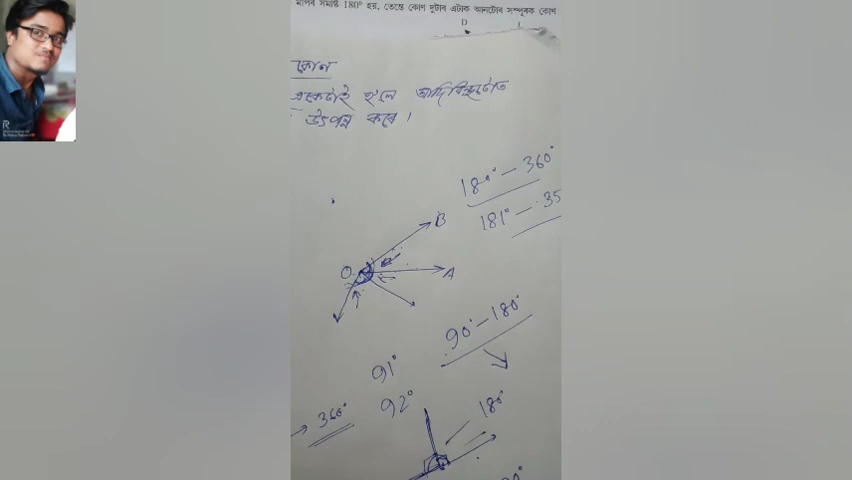 মাপৰ সমষ্টি 180° হয়, তেন্তে কোণ দুটাৰ এটাক আনটোৰ সম্পূৰক কোণ
D
কোন
একেটাই হ'লে আদিবিন্দুটোত
উৎপন্ন কৰে।
180° – 360°
181° –
B
O
A
90° – 180°
91°
92°
→ 360°
180°